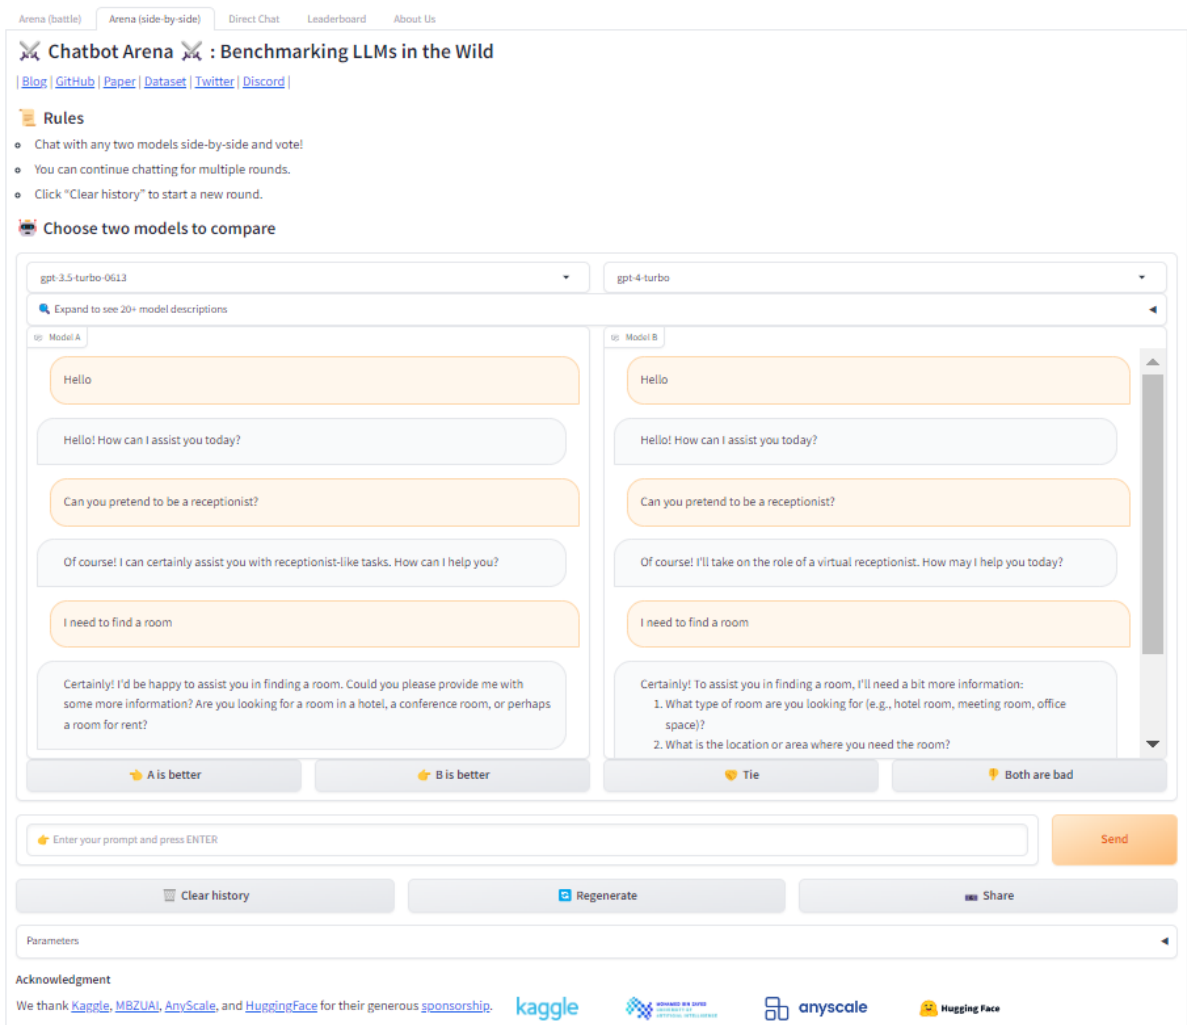 Arena (battle)
Arena (side-by-side)
Direct Chat
Leaderboard
About Us
Chatbot Arena : Benchmarking LLMs in the Wild
| Blog | GitHub | Paper | Dataset | Twitter | Discord |
Rules
Chat with any two models side-by-side and vote!
You can continue chatting for multiple rounds.
Click "Clear history" to start a new round.
Choose two models to compare
gpt-3.5-turbo-0613
gpt-4-turbo
Expand to see 20+ model descriptions
Model A
Hello
Hello! How can I assist you today?
Can you pretend to be a receptionist?
Of course! I can certainly assist you with receptionist-like tasks. How can I help you?
I need to find a room
Certainly! I'd be happy to assist you in finding a room. Could you please provide me with
some more information? Are you looking for a room in a hotel, a conference room, or perhaps
a room for rent?
Model B
Hello
Hello! How can I assist you today?
Can you pretend to be a receptionist?
Of course! I'll take on the role of a virtual receptionist. How may I help you today?
I need to find a room
Certainly! To assist you in finding a room, I'll need a bit more information:
1. What type of room are you looking for (e.g., hotel room, meeting room, office
space)?
2. What is the location or area where you need the room?
A is better
B is better
Tie
Both are bad
Enter your prompt and press ENTER
Send
Clear history
Regenerate
Share
Parameters
Acknowledgment
We thank Kaggle, MBZUAI, AnyScale, and HuggingFace for their generous sponsorship.
kaggle
MOHAMED BIN ZAYED
UNIVERSITY OF
ARTIFICIAL INTELLIGENCE
anyscale
Hugging Face